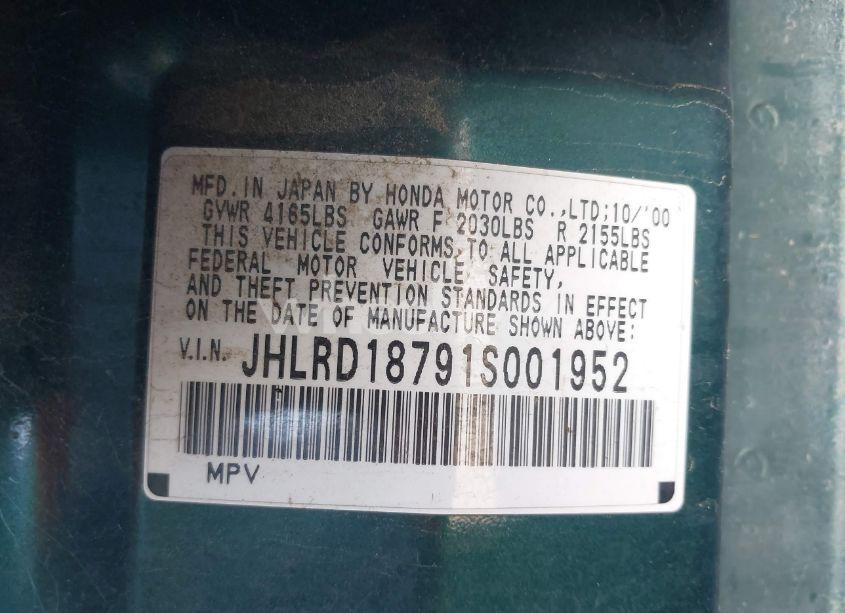 MFD. IN JAPAN BY HONDA MOTOR CO.,LTD;10/'00
GVWR 4165LBS GAWR F 2030LBS R 2155LBS
THIS VEHICLE CONFORMS TO ALL APPLICABLE
FEDERAL MOTOR VEHICLE SAFETY,
AND THEFT PREVENTION STANDARDS IN EFFECT
ON THE DATE OF MANUFACTURE SHOWN ABOVE:
V.I.N. JHLRD18791S001952
MPV